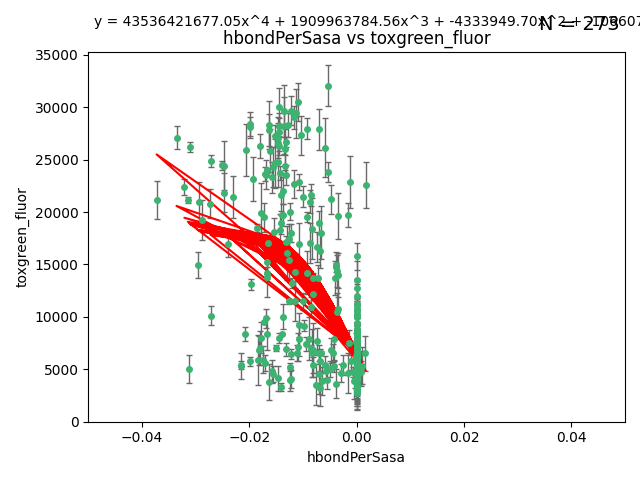 y = 43536421677.05x^4 + 1909963784.56x^3 + -4333949.70x^2 +
N = 273
hbondPerSasa vs toxgreen_fluor
35000
30000
25000
20000
15000
10000
5000
0
toxgreen_fluor
−0.04
−0.02
0.00
0.02
0.04
hbondPerSasa